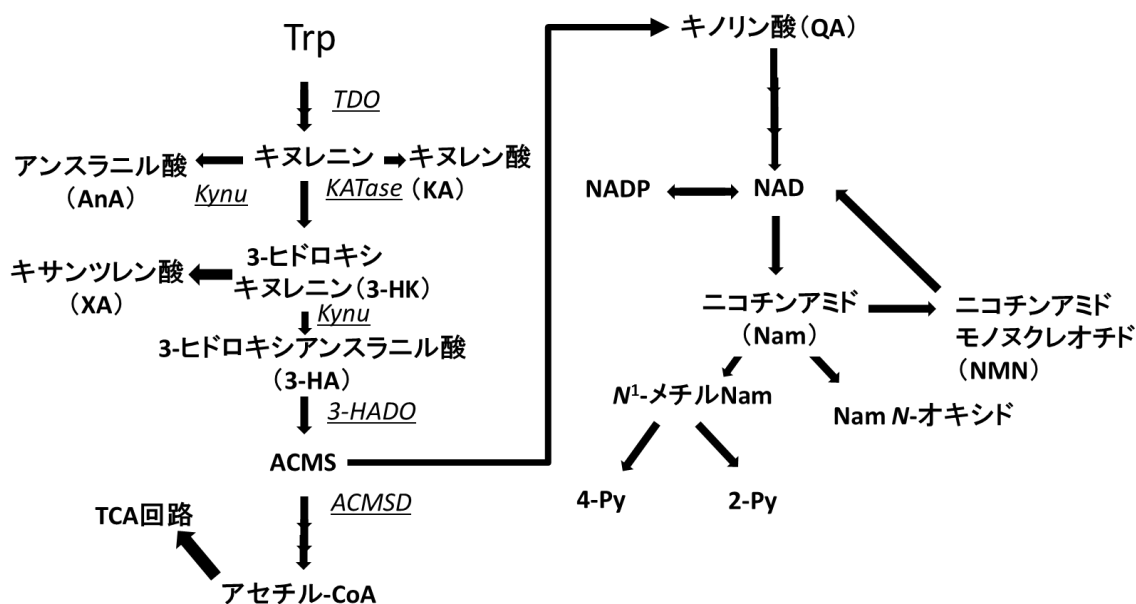 Trp
TDO
アンスラニル酸
（AnA）
Kynu
キヌレニン
KATase
キヌレン酸
（KA）
キサンツレン酸
（XA）
3-ヒドロキシ
キヌレニン（3-HK）
Kynu
3-ヒドロキシアンスラニル酸
（3-HA）
3-HADO
ACMS
ACMSD
TCA回路
アセチル-CoA
キノリン酸（QA）
NADP
NAD
ニコチンアミド
（Nam）
ニコチンアミド
モノヌクレオチド
（NMN）
N¹-メチルNam
Nam N-オキシド
4-Py
2-Py